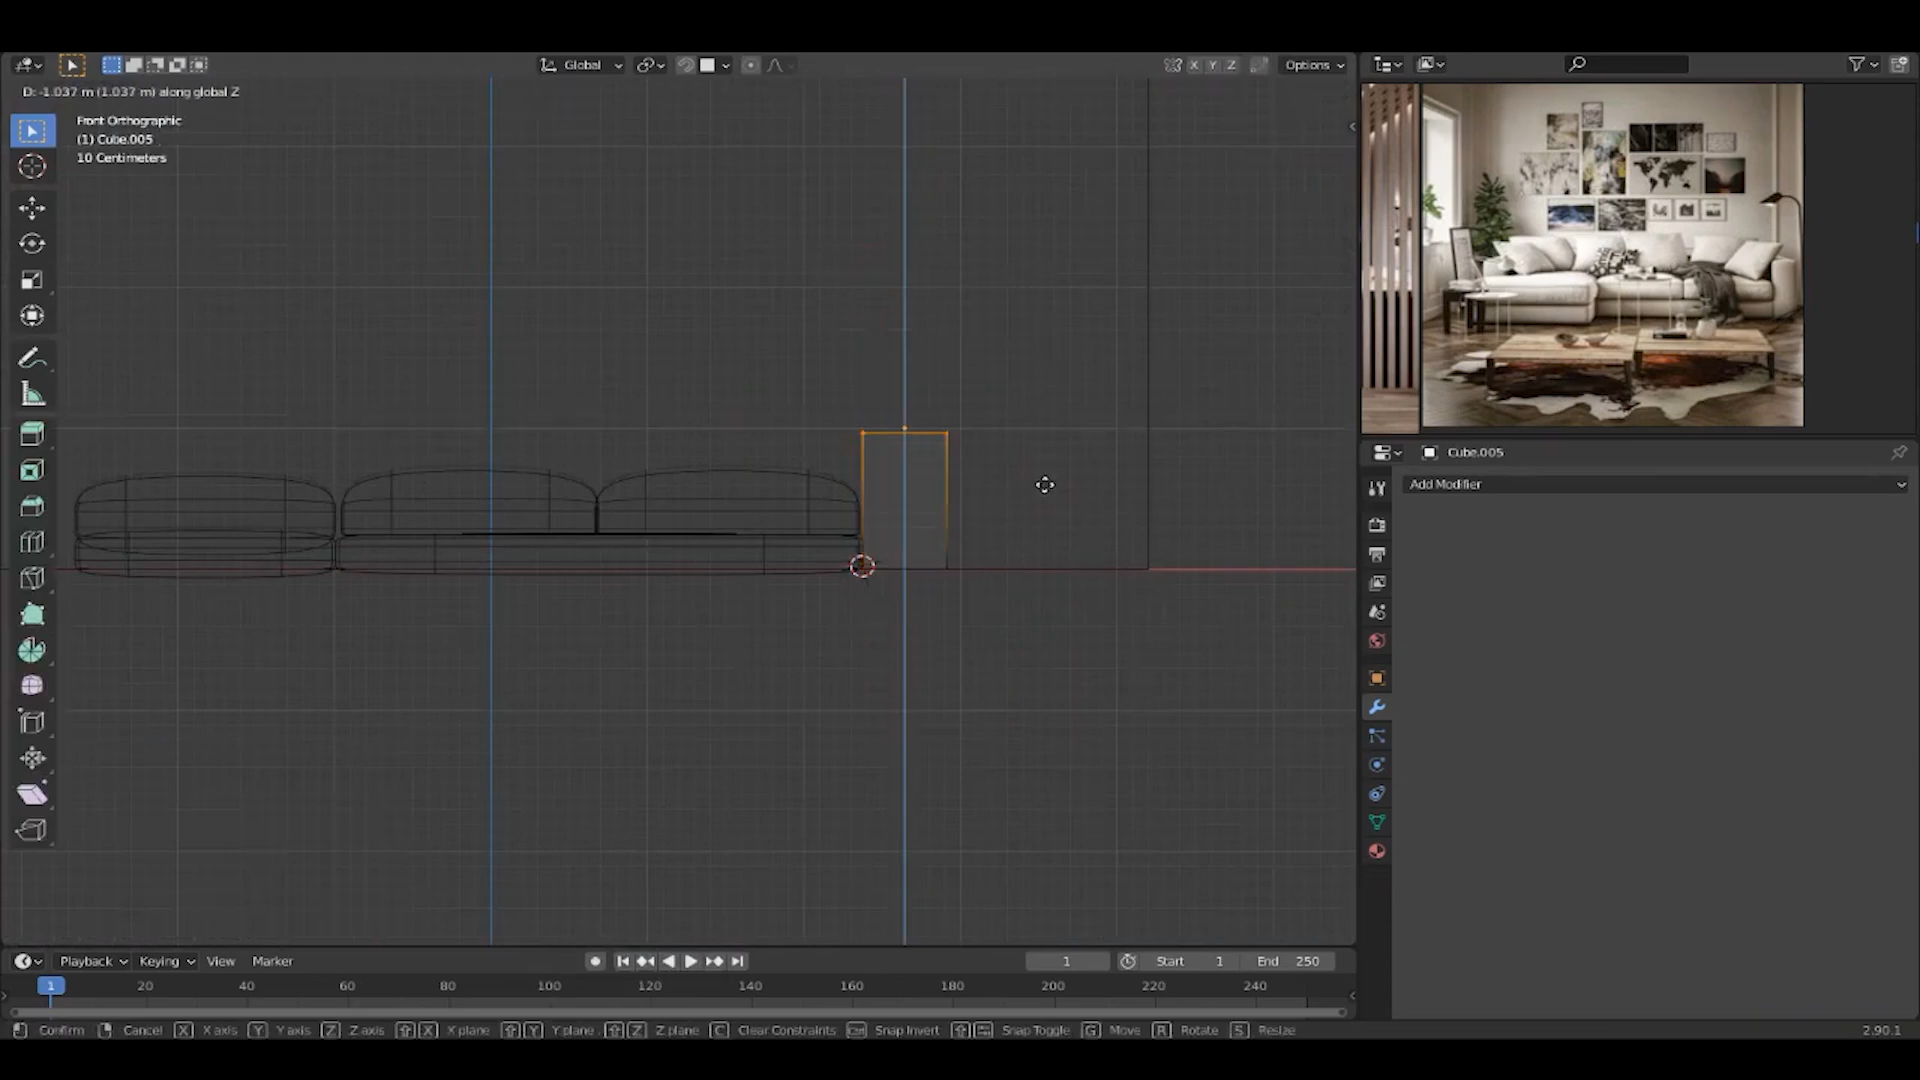 Global
X Y Z
Options
D: -1.037 m (1.037 m) along global Z
Front Orthographic
(1) Cube.005
10 Centimeters
Cube.005
Add Modifier
Playback Keying View Marker
1 Start 1 End 250
1 20 40 60 80 100 120 140 160 180 200 220 240
Confirm Cancel X X axis Y Y axis Z Z axis X X plane Y Y plane Z Z plane C Clear Constraints Ctrl Snap Invert Snap Toggle G Move R Rotate S Resize 2.90.1